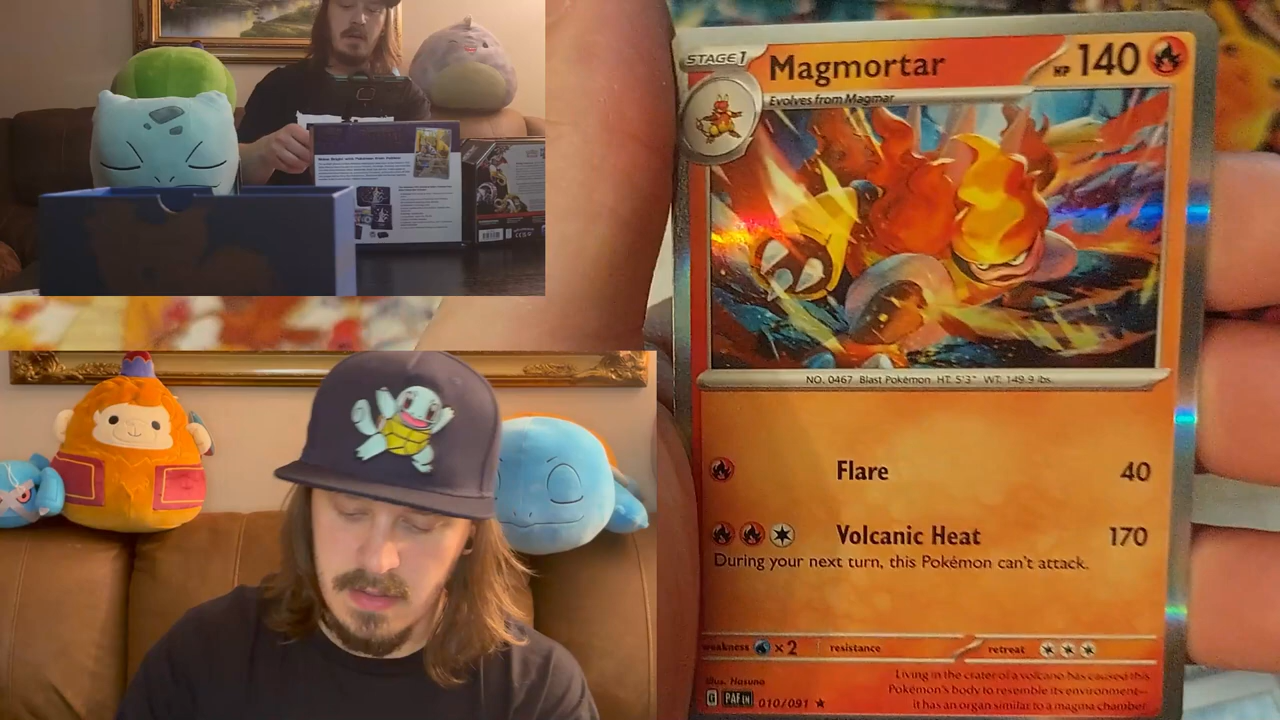 STAGE 1
Magmortar
HP 140
Evolves from Magmar
NO. 0467 Blast Pokémon HT: 5'3" WT: 149.9 lbs.
Flare 40
Volcanic Heat 170
During your next turn, this Pokémon can't attack.
weakness ×2 resistance retreat
Illus. Hasuno
G PAF EN 010/091 ★
Living in the crater of a volcano has caused this
Pokémon's body to resemble its environment—
it has an organ similar to a magma chamber.